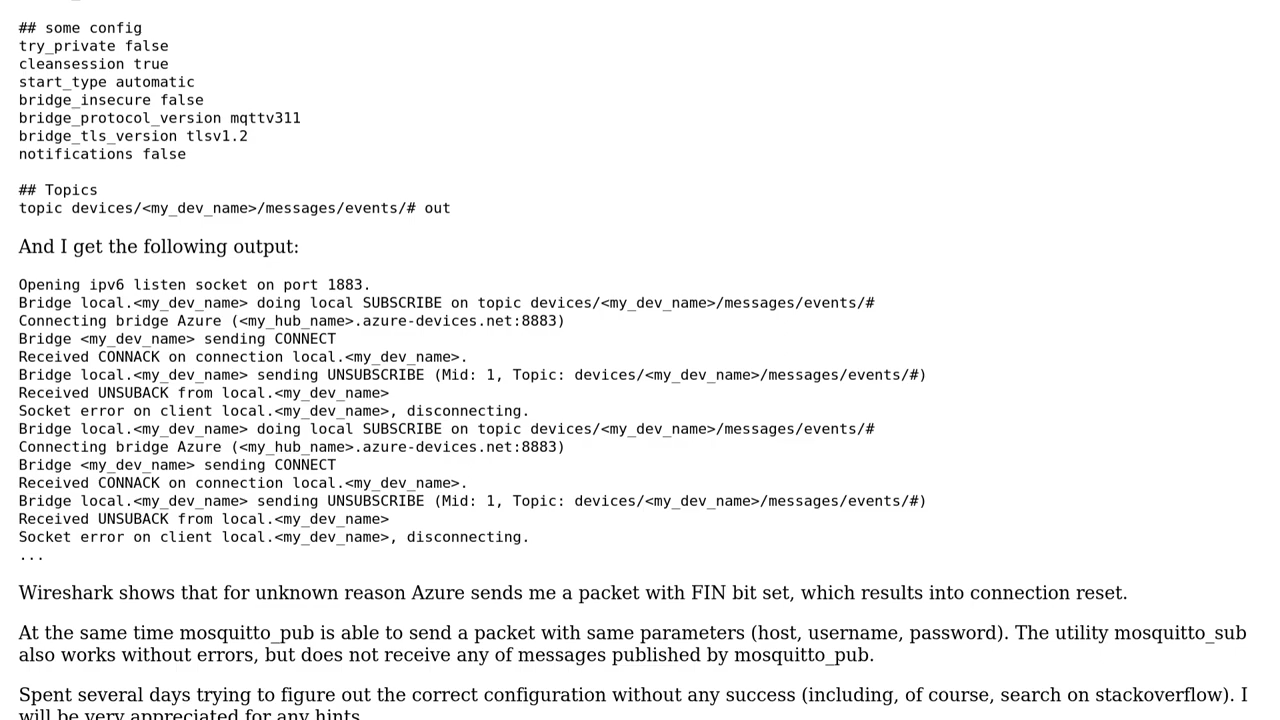 ## some config
try_private false
cleansession true
start_type automatic
bridge_insecure false
bridge_protocol_version mqttv311
bridge_tls_version tlsv1.2
notifications false
## Topics
topic devices/<my_dev_name>/messages/events/# out
And I get the following output:
Opening ipv6 listen socket on port 1883.
Bridge local.<my_dev_name> doing local SUBSCRIBE on topic devices/<my_dev_name>/messages/events/#
Connecting bridge Azure (<my_hub_name>.azure-devices.net:8883)
Bridge <my_dev_name> sending CONNECT
Received CONNACK on connection local.<my_dev_name>.
Bridge local.<my_dev_name> sending UNSUBSCRIBE (Mid: 1, Topic: devices/<my_dev_name>/messages/events/#)
Received UNSUBACK from local.<my_dev_name>
Socket error on client local.<my_dev_name>, disconnecting.
Bridge local.<my_dev_name> doing local SUBSCRIBE on topic devices/<my_dev_name>/messages/events/#
Connecting bridge Azure (<my_hub_name>.azure-devices.net:8883)
Bridge <my_dev_name> sending CONNECT
Received CONNACK on connection local.<my_dev_name>.
Bridge local.<my_dev_name> sending UNSUBSCRIBE (Mid: 1, Topic: devices/<my_dev_name>/messages/events/#)
Received UNSUBACK from local.<my_dev_name>
Socket error on client local.<my_dev_name>, disconnecting.
...
Wireshark shows that for unknown reason Azure sends me a packet with FIN bit set, which results into connection reset.
At the same time mosquitto_pub is able to send a packet with same parameters (host, username, password). The utility mosquitto_sub
also works without errors, but does not receive any of messages published by mosquitto_pub.
Spent several days trying to figure out the correct configuration without any success (including, of course, search on stackoverflow). I
will be very appreciated for any hints.